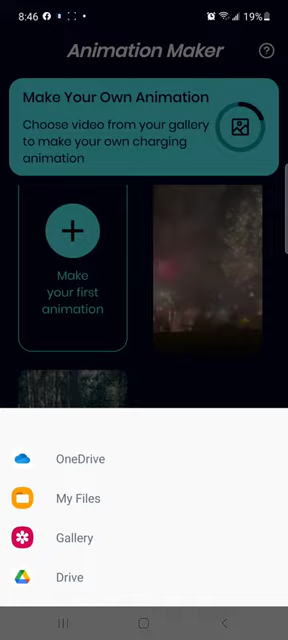 8:46
19%
Animation Maker
Make Your Own Animation
Choose video from your gallery
to make your own charging
animation
Make
your first
animation
OneDrive
My Files
Gallery
Drive